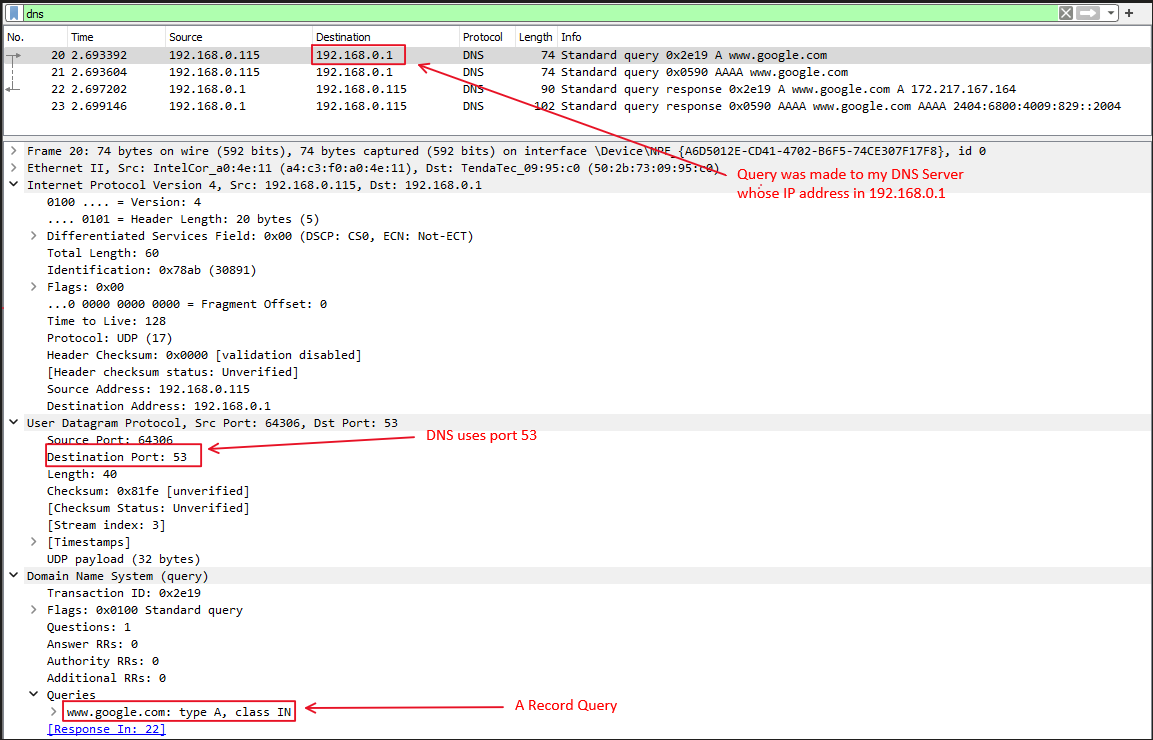 dns
No. Time Source Destination Protocol Length Info
20 2.693392 192.168.0.115 192.168.0.1 DNS 74 Standard query 0x2e19 A www.google.com
21 2.693604 192.168.0.115 192.168.0.1 DNS 74 Standard query 0x0590 AAAA www.google.com
22 2.697202 192.168.0.1 192.168.0.115 DNS 90 Standard query response 0x2e19 A www.google.com A 172.217.167.164
23 2.699146 192.168.0.1 192.168.0.115 DNS 102 Standard query response 0x0590 AAAA www.google.com AAAA 2404:6800:4009:829::2004
Frame 20: 74 bytes on wire (592 bits), 74 bytes captured (592 bits) on interface \Device\NPF_{A6D5012E-CD41-4702-B6F5-74CE307F17F8}, id 0
Ethernet II, Src: IntelCor_a0:4e:11 (a4:c3:f0:a0:4e:11), Dst: TendaTec_09:95:c0 (50:2b:73:09:95:c0)
Query was made to my DNS Server
whose IP address in 192.168.0.1
Internet Protocol Version 4, Src: 192.168.0.115, Dst: 192.168.0.1
0100 .... = Version: 4
.... 0101 = Header Length: 20 bytes (5)
Differentiated Services Field: 0x00 (DSCP: CS0, ECN: Not-ECT)
Total Length: 60
Identification: 0x78ab (30891)
Flags: 0x00
...0 0000 0000 0000 = Fragment Offset: 0
Time to Live: 128
Protocol: UDP (17)
Header Checksum: 0x0000 [validation disabled]
[Header checksum status: Unverified]
Source Address: 192.168.0.115
Destination Address: 192.168.0.1
User Datagram Protocol, Src Port: 64306, Dst Port: 53
Source Port: 64306
DNS uses port 53
Destination Port: 53
Length: 40
Checksum: 0x81fe [unverified]
[Checksum Status: Unverified]
[Stream index: 3]
[Timestamps]
UDP payload (32 bytes)
Domain Name System (query)
Transaction ID: 0x2e19
Flags: 0x0100 Standard query
Questions: 1
Answer RRs: 0
Authority RRs: 0
Additional RRs: 0
Queries
www.google.com: type A, class IN
A Record Query
[Response In: 22]